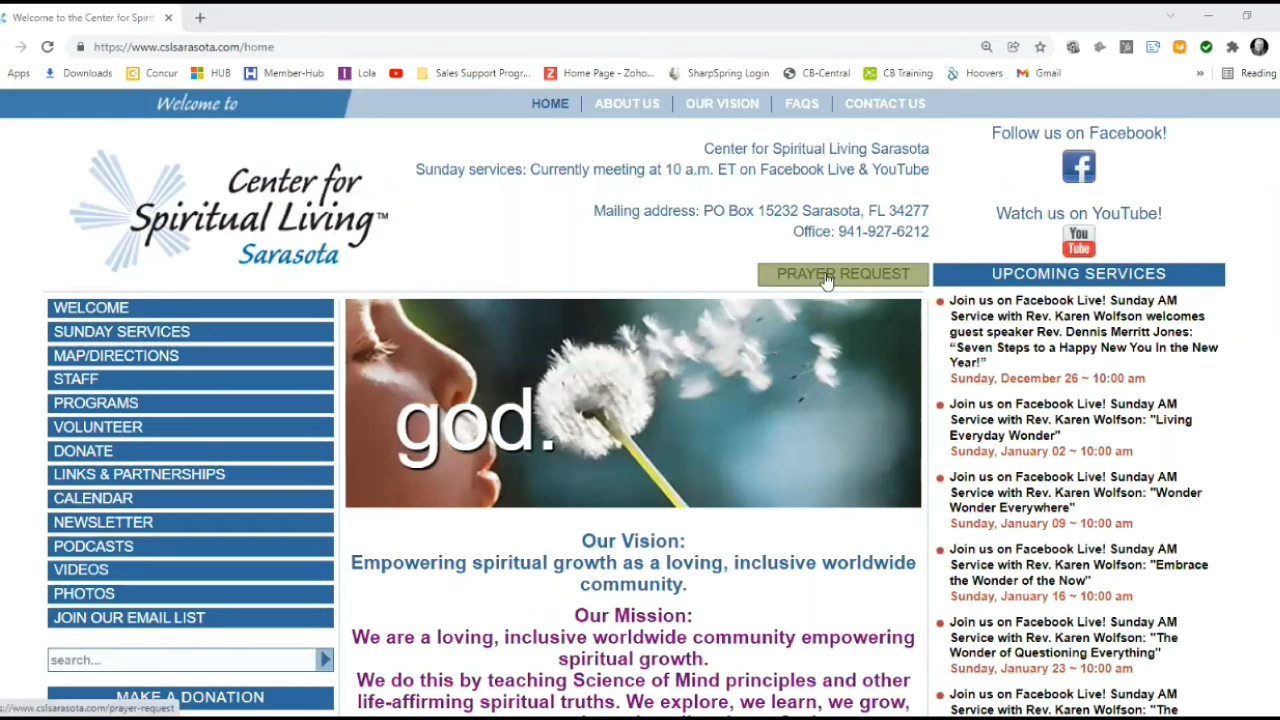 Welcome to the Center for Spirit
https://www.cslsarasota.com/home
Apps Downloads Concur HUB Member-Hub Lola Sales Support Progr... Home Page - Zoho... SharpSpring Login CB-Central CB Training Hoovers Gmail » Reading
Welcome to
HOME ABOUT US OUR VISION FAQS CONTACT US
Center for
Spiritual Living™
Sarasota
Center for Spiritual Living Sarasota
Sunday services: Currently meeting at 10 a.m. ET on Facebook Live & YouTube
Mailing address: PO Box 15232 Sarasota, FL 34277
Office: 941-927-6212
PRAYER REQUEST
Follow us on Facebook!
f
Watch us on YouTube!
You
Tube
UPCOMING SERVICES
WELCOME
SUNDAY SERVICES
MAP/DIRECTIONS
STAFF
PROGRAMS
VOLUNTEER
DONATE
LINKS & PARTNERSHIPS
CALENDAR
NEWSLETTER
PODCASTS
VIDEOS
PHOTOS
JOIN OUR EMAIL LIST
search...
MAKE A DONATION
s://www.cslsarasota.com/prayer-request
god.
Our Vision:
Empowering spiritual growth as a loving, inclusive worldwide
community.
Our Mission:
We are a loving, inclusive worldwide community empowering
spiritual growth.
We do this by teaching Science of Mind principles and other
life-affirming spiritual truths. We explore, we learn, we grow,
Join us on Facebook Live! Sunday AM
Service with Rev. Karen Wolfson welcomes
guest speaker Rev. Dennis Merritt Jones:
“Seven Steps to a Happy New You In the New
Year!”
Sunday, December 26 ~ 10:00 am
Join us on Facebook Live! Sunday AM
Service with Rev. Karen Wolfson: "Living
Everyday Wonder"
Sunday, January 02 ~ 10:00 am
Join us on Facebook Live! Sunday AM
Service with Rev. Karen Wolfson: "Wonder
Wonder Everywhere"
Sunday, January 09 ~ 10:00 am
Join us on Facebook Live! Sunday AM
Service with Rev. Karen Wolfson: "Embrace
the Wonder of the Now"
Sunday, January 16 ~ 10:00 am
Join us on Facebook Live! Sunday AM
Service with Rev. Karen Wolfson: "The
Wonder of Questioning Everything"
Sunday, January 23 ~ 10:00 am
Join us on Facebook Live! Sunday AM
Service with Rev. Karen Wolfson: "The